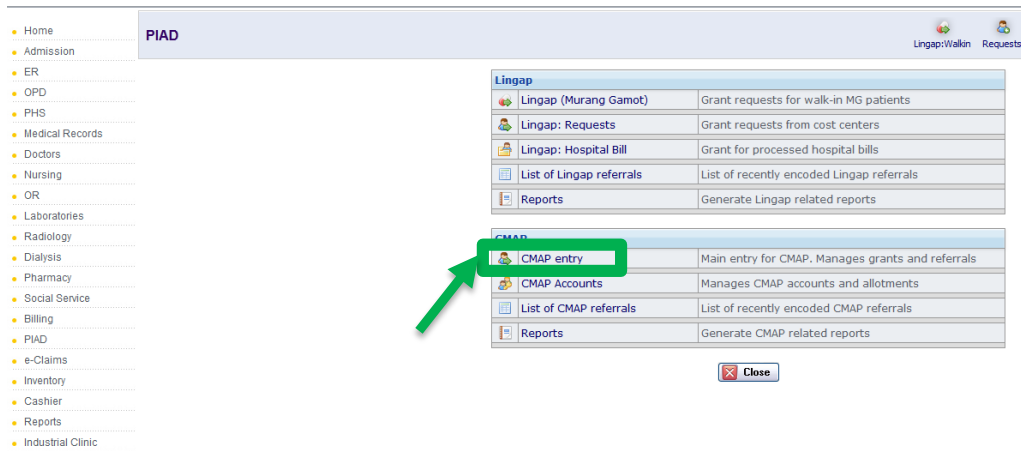 Home
Admission
ER
OPD
PHS
Medical Records
Doctors
Nursing
OR
Laboratories
Radiology
Dialysis
Pharmacy
Social Service
Billing
PIAD
e-Claims
Inventory
Cashier
Reports
Industrial Clinic
PIAD
Lingap:Walkin Requests
Lingap
Lingap (Murang Gamot) Grant requests for walk-in MG patients
Lingap: Requests Grant requests from cost centers
Lingap: Hospital Bill Grant for processed hospital bills
List of Lingap referrals List of recently encoded Lingap referrals
Reports Generate Lingap related reports
CMAP
CMAP entry Main entry for CMAP. Manages grants and referrals
CMAP Accounts Manages CMAP accounts and allotments
List of CMAP referrals List of recently encoded CMAP referrals
Reports Generate CMAP related reports
Close